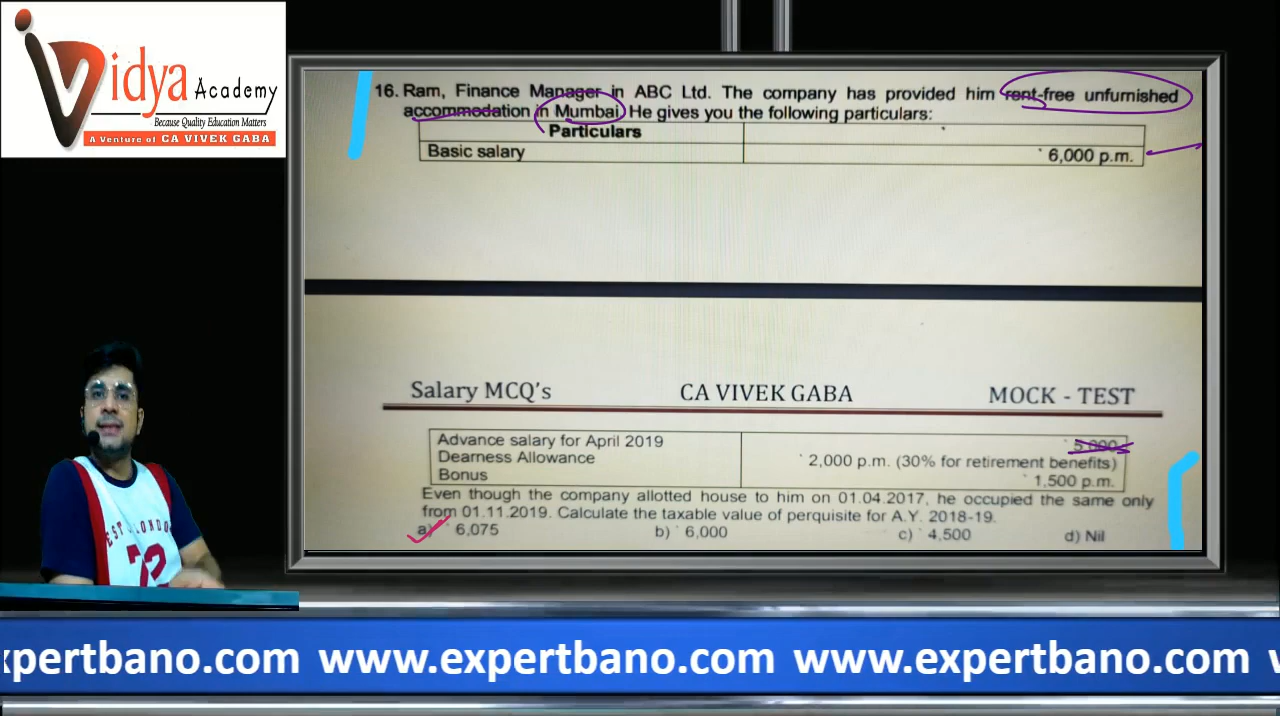 Vidya Academy
Because Quality Education Matters
A Venture of CA VIVEK GABA
16. Ram, Finance Manager in ABC Ltd. The company has provided him rent-free unfurnished
accommodation in Mumbai He gives you the following particulars:
Particulars
Basic salary ` 6,000 p.m.
Salary MCQ's CA VIVEK GABA MOCK - TEST
Advance salary for April 2019 ` 5,000
Dearness Allowance ` 2,000 p.m. (30% for retirement benefits)
Bonus ` 1,500 p.m.
Even though the company allotted house to him on 01.04.2017, he occupied the same only
from 01.11.2019. Calculate the taxable value of perquisite for A.Y. 2018-19.
a) ` 6,075 b) ` 6,000 c) ` 4,500 d) Nil
EST LONDO
72
xpertbano.com www.expertbano.com www.expertbano.com w